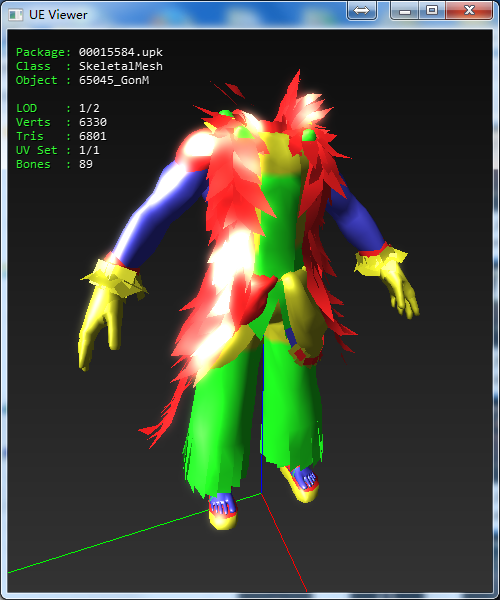 UE Viewer
Package: 00015584.upk
Class : SkeletalMesh
Object : 65045_GonM
LOD : 1/2
Verts : 6330
Tris : 6801
UV Set : 1/1
Bones : 89